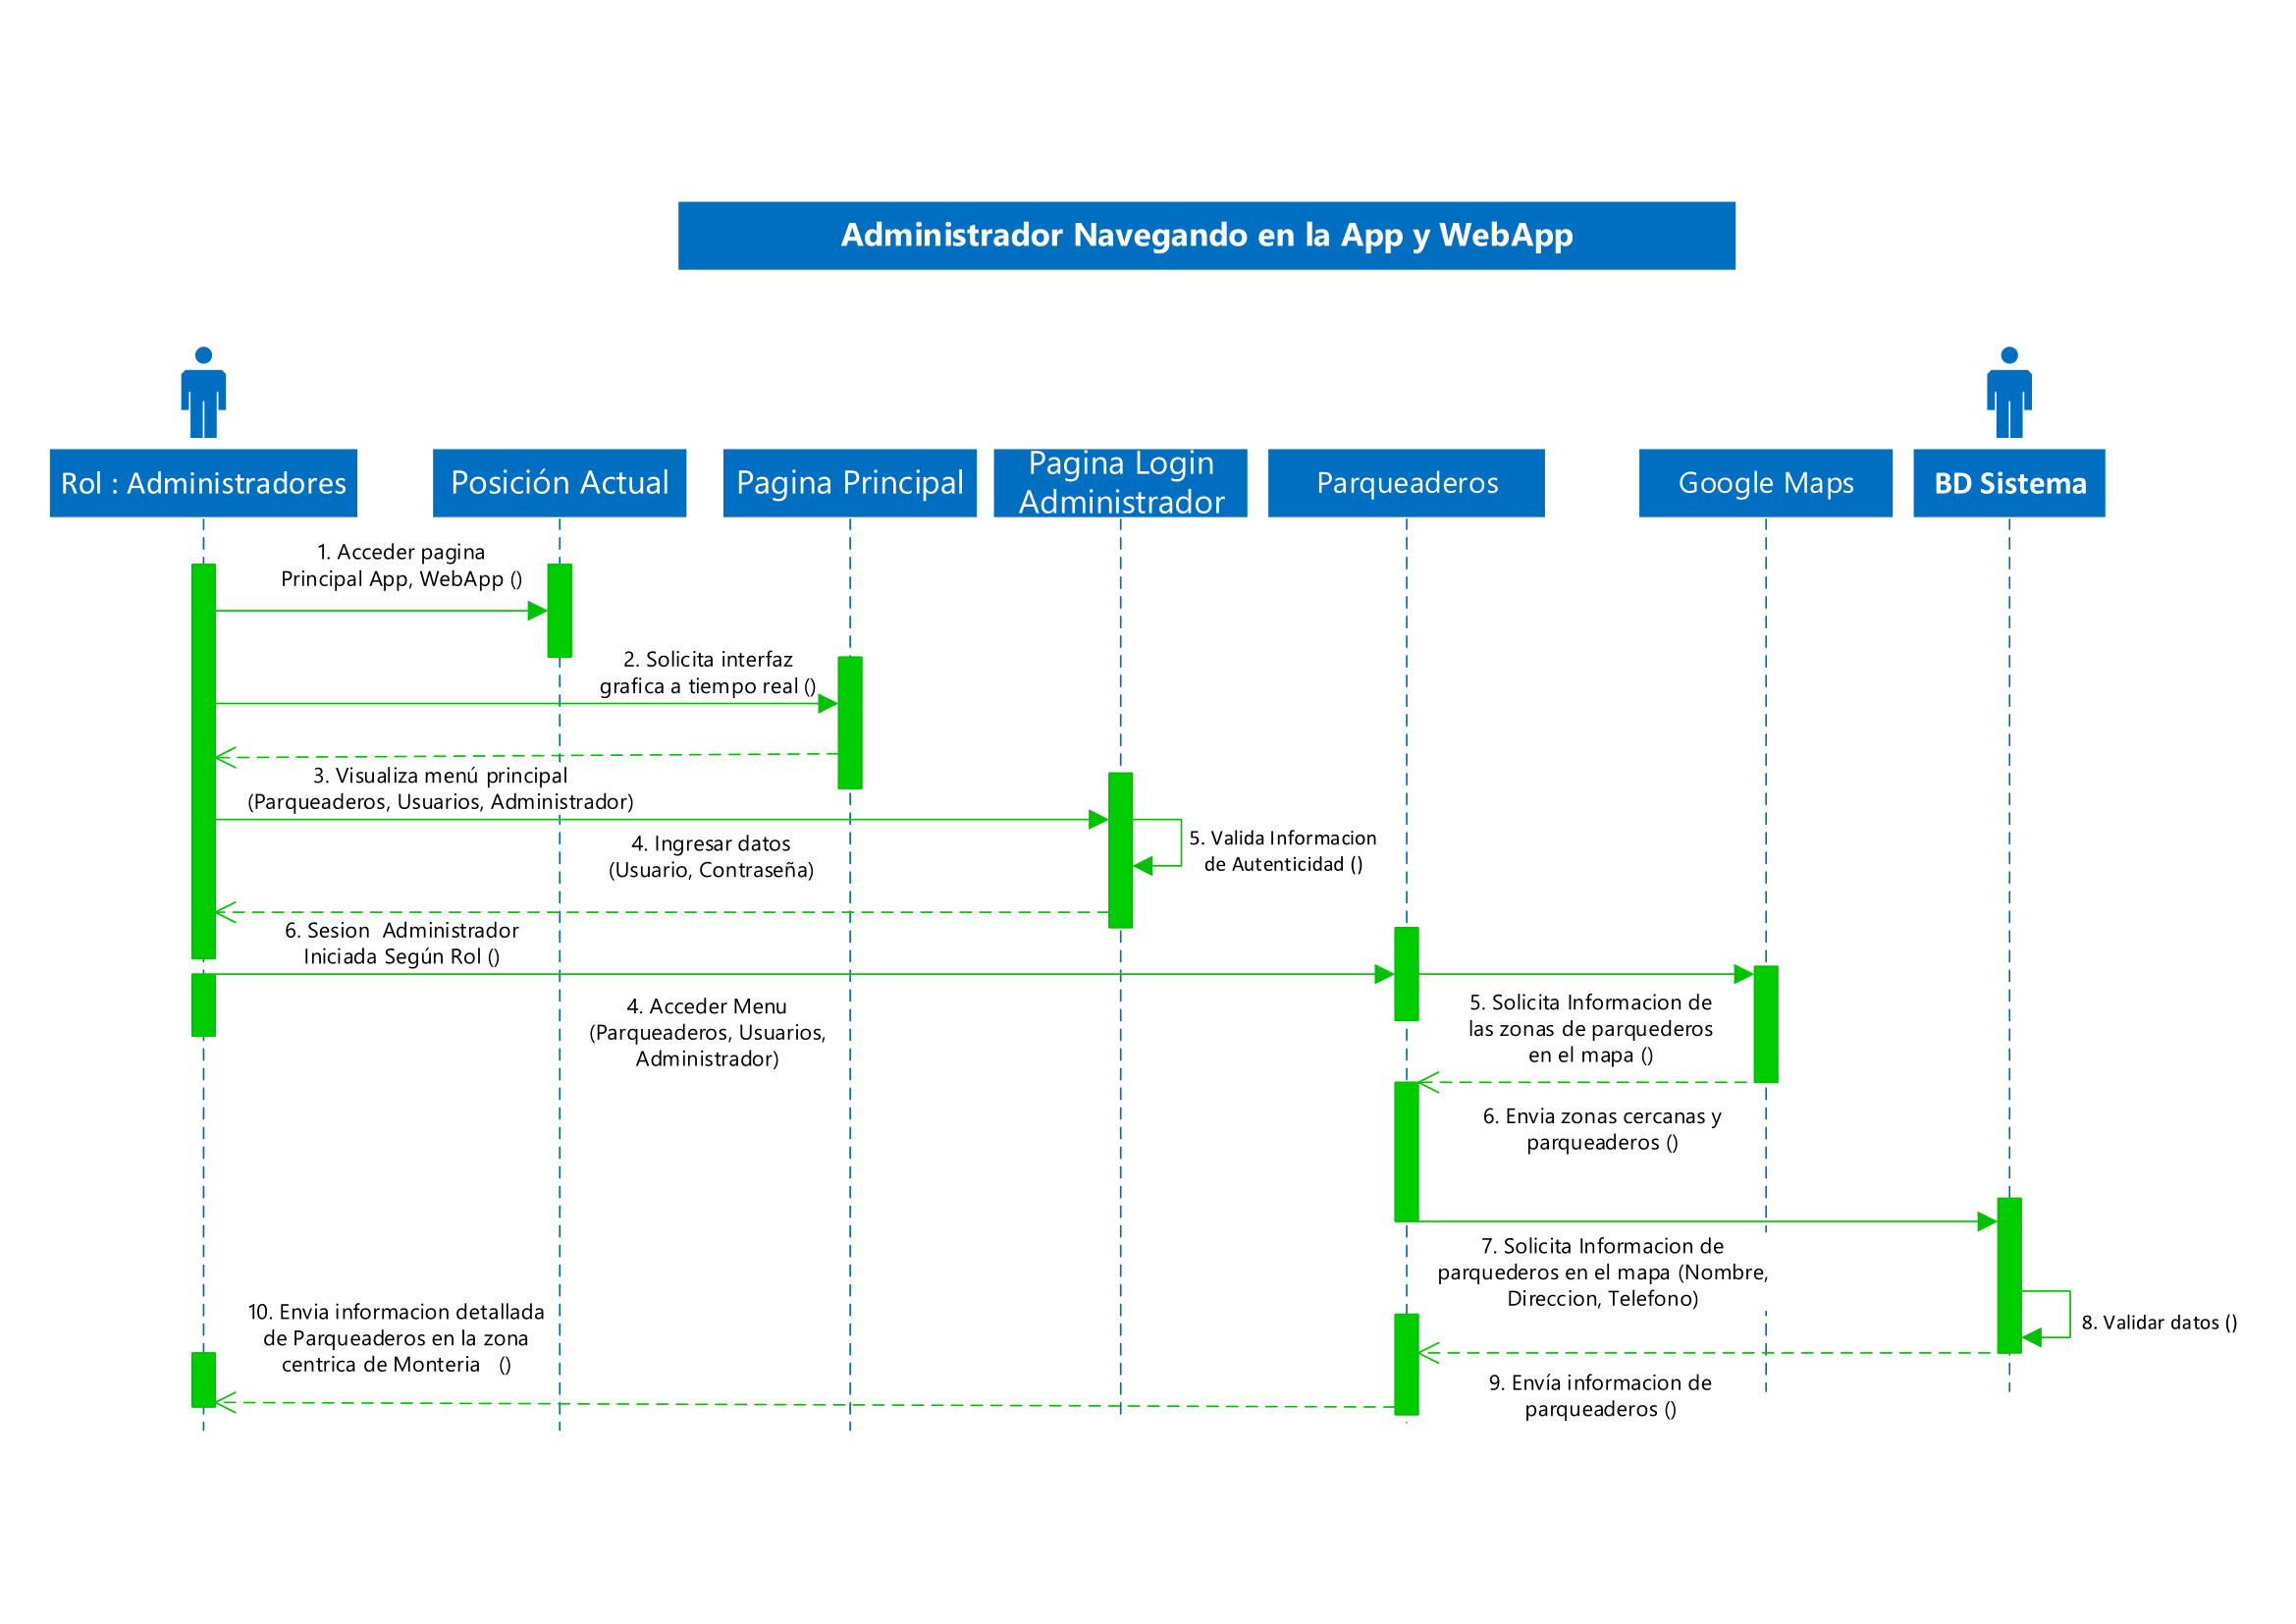 Administrador Navegando en la App y WebApp
Rol : Administradores
Posición Actual
Pagina Principal
Pagina Login
Administrador
Parqueaderos
Google Maps
BD Sistema
1. Acceder pagina
Principal App, WebApp ()
2. Solicita interfaz
grafica a tiempo real ()
3. Visualiza menú principal
(Parqueaderos, Usuarios, Administrador)
4. Ingresar datos
(Usuario, Contraseña)
5. Valida Informacion
de Autenticidad ()
6. Sesion  Administrador
Iniciada Según Rol ()
4. Acceder Menu
(Parqueaderos, Usuarios,
Administrador)
5. Solicita Informacion de
las zonas de parquederos
en el mapa ()
6. Envia zonas cercanas y
parqueaderos ()
7. Solicita Informacion de
parquederos en el mapa (Nombre,
Direccion, Telefono)
8. Validar datos ()
9. Envía informacion de
parqueaderos ()
10. Envia informacion detallada
de Parqueaderos en la zona
centrica de Monteria   ()